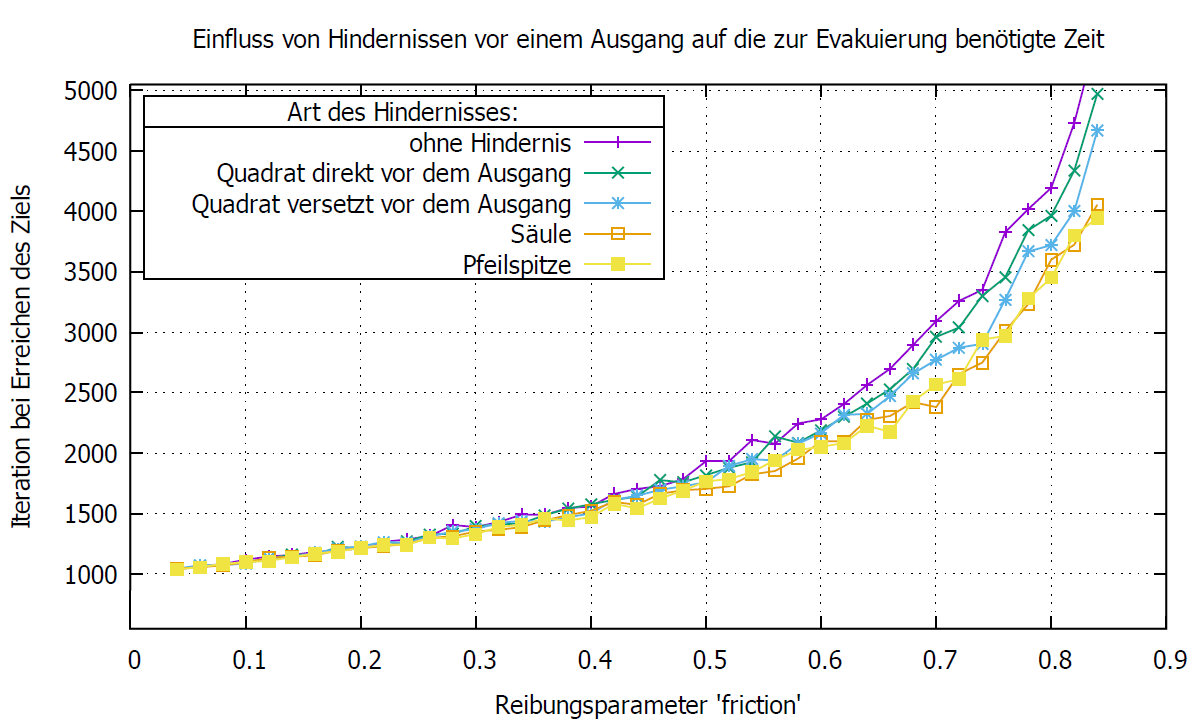 Einfluss von Hindernissen vor einem Ausgang auf die zur Evakuierung benötigte Zeit
5000
4500
4000
3500
3000
2500
2000
1500
1000
Iteration bei Erreichen des Ziels
Art des Hindernisses:
ohne Hindernis
Quadrat direkt vor dem Ausgang
Quadrat versetzt vor dem Ausgang
Säule
Pfeilspitze
0 0.1 0.2 0.3 0.4 0.5 0.6 0.7 0.8 0.9
Reibungsparameter 'friction'